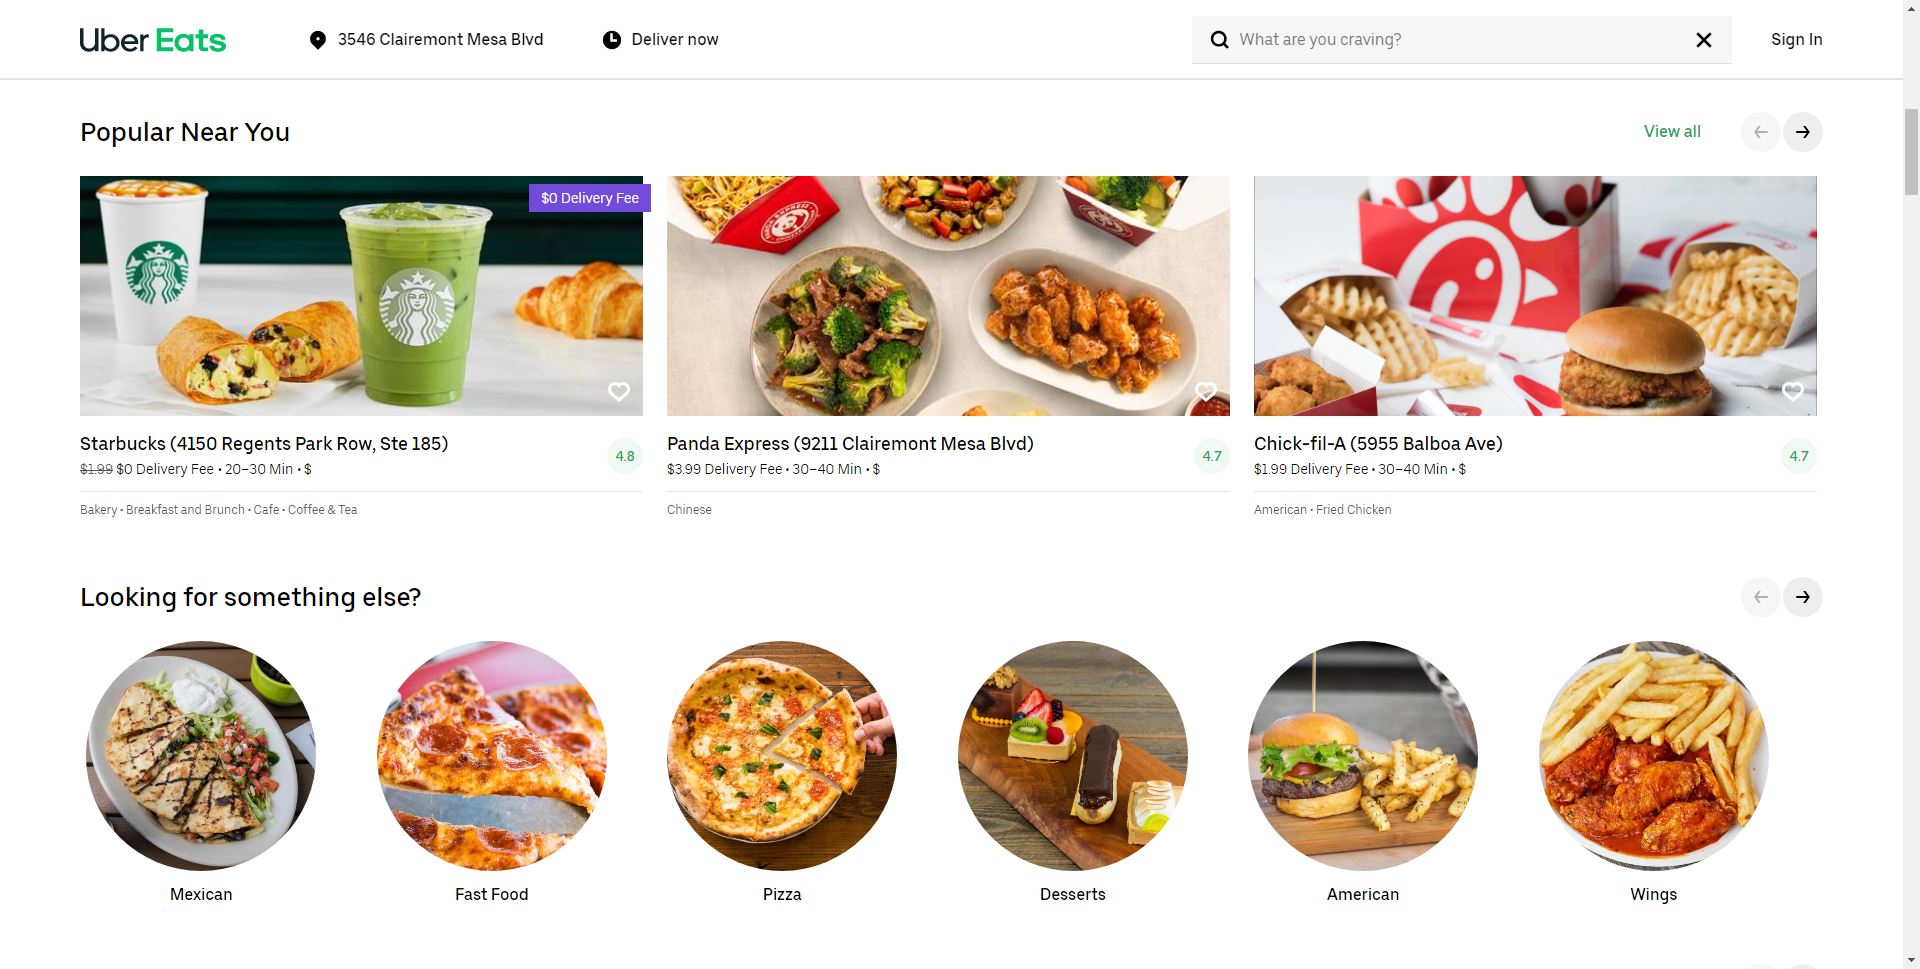 Uber Eats
3546 Clairemont Mesa Blvd
Deliver now
What are you craving?
Sign In
Popular Near You
View all
$0 Delivery Fee
Starbucks (4150 Regents Park Row, Ste 185)
$1.99 $0 Delivery Fee • 20–30 Min • $
4.8
Bakery • Breakfast and Brunch • Cafe • Coffee & Tea
Panda Express (9211 Clairemont Mesa Blvd)
$3.99 Delivery Fee • 30–40 Min • $
4.7
Chinese
Chick-fil-A (5955 Balboa Ave)
$1.99 Delivery Fee • 30–40 Min • $
4.7
American • Fried Chicken
Looking for something else?
Mexican
Fast Food
Pizza
Desserts
American
Wings